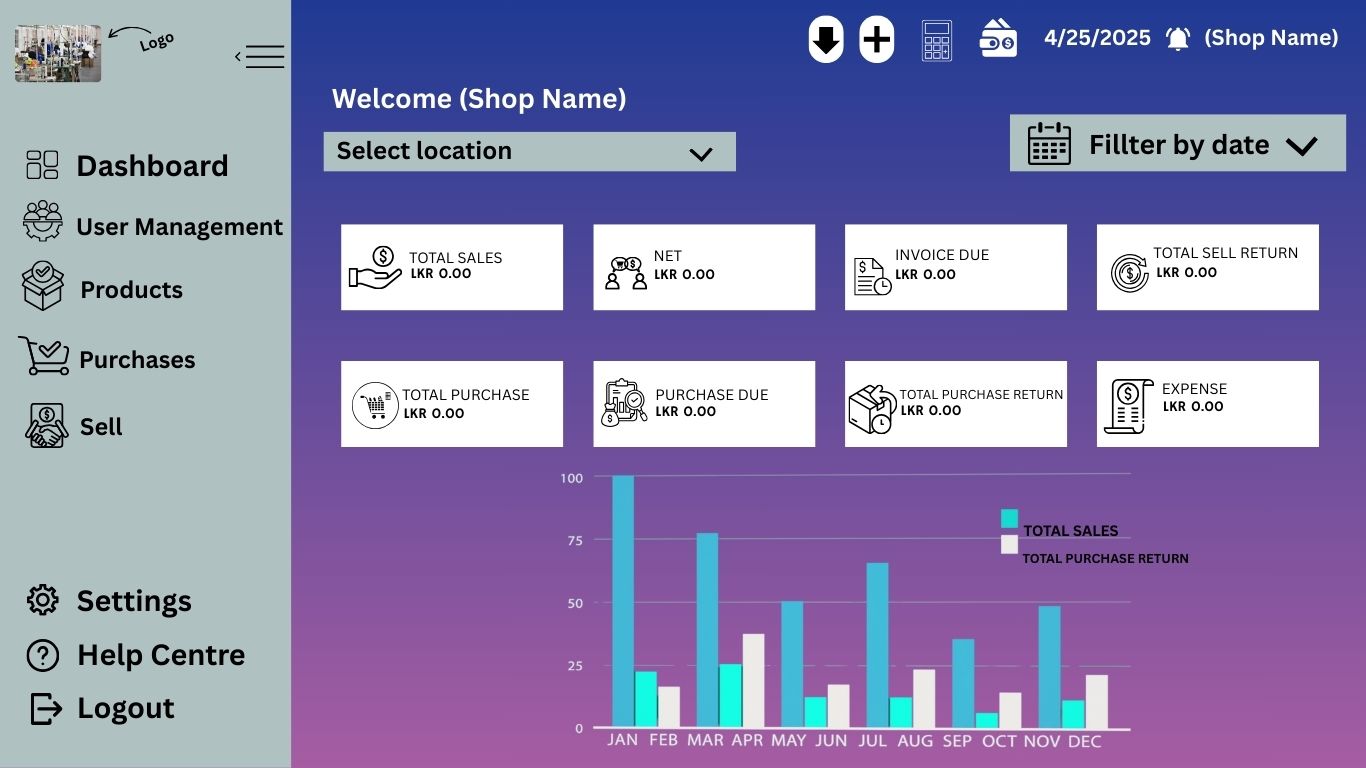 Logo
<
4/25/2025
(Shop Name)
Welcome (Shop Name)
Select location
Fillter by date
Dashboard
User Management
Products
Purchases
Sell
Settings
Help Centre
Logout
TOTAL SALES
LKR 0.00
NET
LKR 0.00
INVOICE DUE
LKR 0.00
TOTAL SELL RETURN
LKR 0.00
TOTAL PURCHASE
LKR 0.00
PURCHASE DUE
LKR 0.00
TOTAL PURCHASE RETURN
LKR 0.00
EXPENSE
LKR 0.00
100
75
50
25
0
TOTAL SALES
TOTAL PURCHASE RETURN
JAN FEB MAR APR MAY JUN JUL AUG SEP OCT NOV DEC